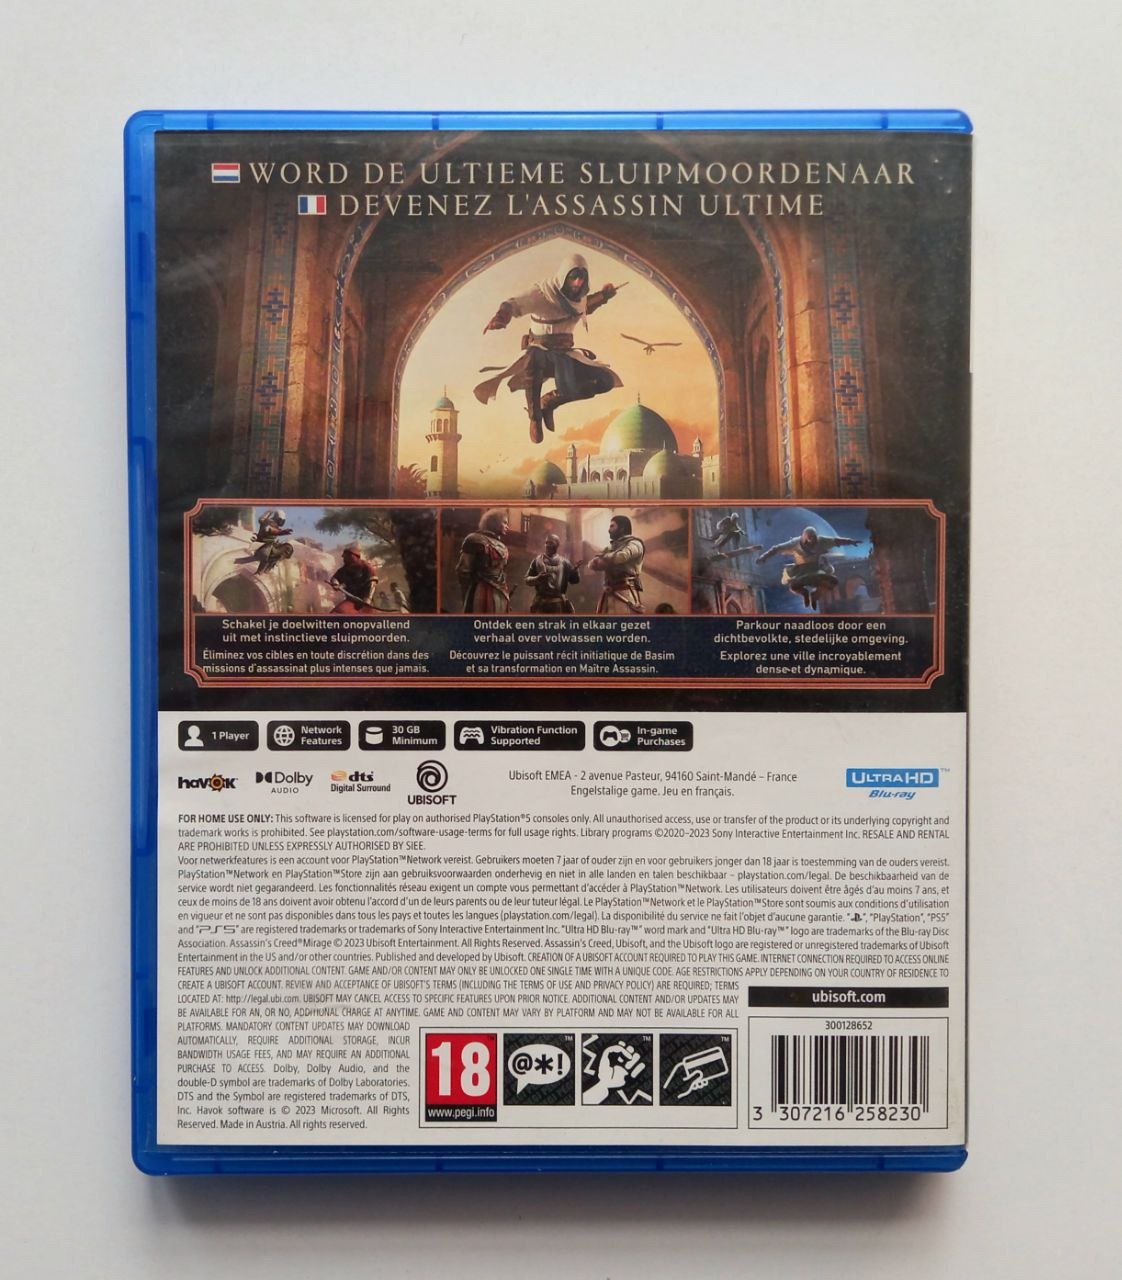 WORD DE ULTIEME SLUIPMOORDENAAR
DEVENEZ L'ASSASSIN ULTIME
Schakel je doelwitten onopvallend
uit met instinctieve sluipmoorden.
Éliminez vos cibles en toute discrétion dans des
missions d'assassinat plus intenses que jamais.
Ontdek een strak in elkaar gezet
verhaal over volwassen worden.
Découvrez le puissant récit initiatique de Basim
et sa transformation en Maître Assassin.
Parkour naadloos door een
dichtbevolkte, stedelijke omgeving.
Explorez une ville incroyablement
dense et dynamique.
1 Player
Network
Features
30 GB
Minimum
Vibration Function
Supported
In-game
Purchases
havok
Dolby
AUDIO
dts
Digital Surround
UBISOFT
Ubisoft EMEA - 2 avenue Pasteur, 94160 Saint-Mandé – France
Engelstalige game. Jeu en français.
ULTRA HD™
Blu-ray
FOR HOME USE ONLY: This software is licensed for play on authorised PlayStation®5 consoles only. All unauthorised access, use or transfer of the product or its underlying copyright and
trademark works is prohibited. See playstation.com/software-usage-terms for full usage rights. Library programs ©2020-2023 Sony Interactive Entertainment Inc. RESALE AND RENTAL
ARE PROHIBITED UNLESS EXPRESSLY AUTHORISED BY SIEE.
Voor netwerkfeatures is een account voor PlayStation™Network vereist. Gebruikers moeten 7 jaar of ouder zijn en voor gebruikers jonger dan 18 jaar is toestemming van de ouders vereist.
PlayStation™Network en PlayStation™Store zijn aan gebruiksvoorwaarden onderhevig en niet in alle landen en talen beschikbaar – playstation.com/legal. De beschikbaarheid van de
service wordt niet gegarandeerd. Les fonctionnalités réseau exigent un compte vous permettant d'accéder à PlayStation™Network. Les utilisateurs doivent être âgés d'au moins 7 ans, et
ceux de moins de 18 ans doivent avoir obtenu l'accord d'un de leurs parents ou de leur tuteur légal. Le PlayStation™Network et le PlayStation™Store sont soumis aux conditions d'utilisation
en vigueur et ne sont pas disponibles dans tous les pays et toutes les langues (playstation.com/legal). La disponibilité du service ne fait l'objet d'aucune garantie. "", "PlayStation", "PS5"
and "PS5" are registered trademarks or trademarks of Sony Interactive Entertainment Inc. "Ultra HD Blu-ray™" word mark and "Ultra HD Blu-ray™" logo are trademarks of the Blu-ray Disc
Association. Assassin's Creed® Mirage © 2023 Ubisoft Entertainment. All Rights Reserved. Assassin's Creed, Ubisoft, and the Ubisoft logo are registered or unregistered trademarks of Ubisoft
Entertainment in the US and/or other countries. Published and developed by Ubisoft. CREATION OF A UBISOFT ACCOUNT REQUIRED TO PLAY THIS GAME. INTERNET CONNECTION REQUIRED TO ACCESS ONLINE
FEATURES AND UNLOCK ADDITIONAL CONTENT. GAME AND/OR CONTENT MAY ONLY BE UNLOCKED ONE SINGLE TIME WITH A UNIQUE CODE. AGE RESTRICTIONS APPLY DEPENDING ON YOUR COUNTRY OF RESIDENCE TO
CREATE A UBISOFT ACCOUNT. REVIEW AND ACCEPTANCE OF UBISOFT'S TERMS (INCLUDING THE TERMS OF USE AND PRIVACY POLICY) ARE REQUIRED; TERMS
LOCATED AT: http://legal.ubi.com. UBISOFT MAY CANCEL ACCESS TO SPECIFIC FEATURES UPON PRIOR NOTICE. ADDITIONAL CONTENT AND/OR UPDATES MAY
BE AVAILABLE FOR AN, OR NO, ADDITIONAL CHARGE AT ANYTIME. GAME AND CONTENT MAY VARY BY PLATFORM AND MAY NOT BE AVAILABLE FOR ALL
PLATFORMS. MANDATORY CONTENT UPDATES MAY DOWNLOAD
AUTOMATICALLY, REQUIRE ADDITIONAL STORAGE, INCUR
BANDWIDTH USAGE FEES, AND MAY REQUIRE AN ADDITIONAL
PURCHASE TO ACCESS. Dolby, Dolby Audio, and the
double-D symbol are trademarks of Dolby Laboratories.
DTS and the Symbol are registered trademarks of DTS,
Inc. Havok software is © 2023 Microsoft. All Rights
Reserved. Made in Austria. All rights reserved.
ubisoft.com
18
www.pegi.info
@*!
300128652
3 307216 258230